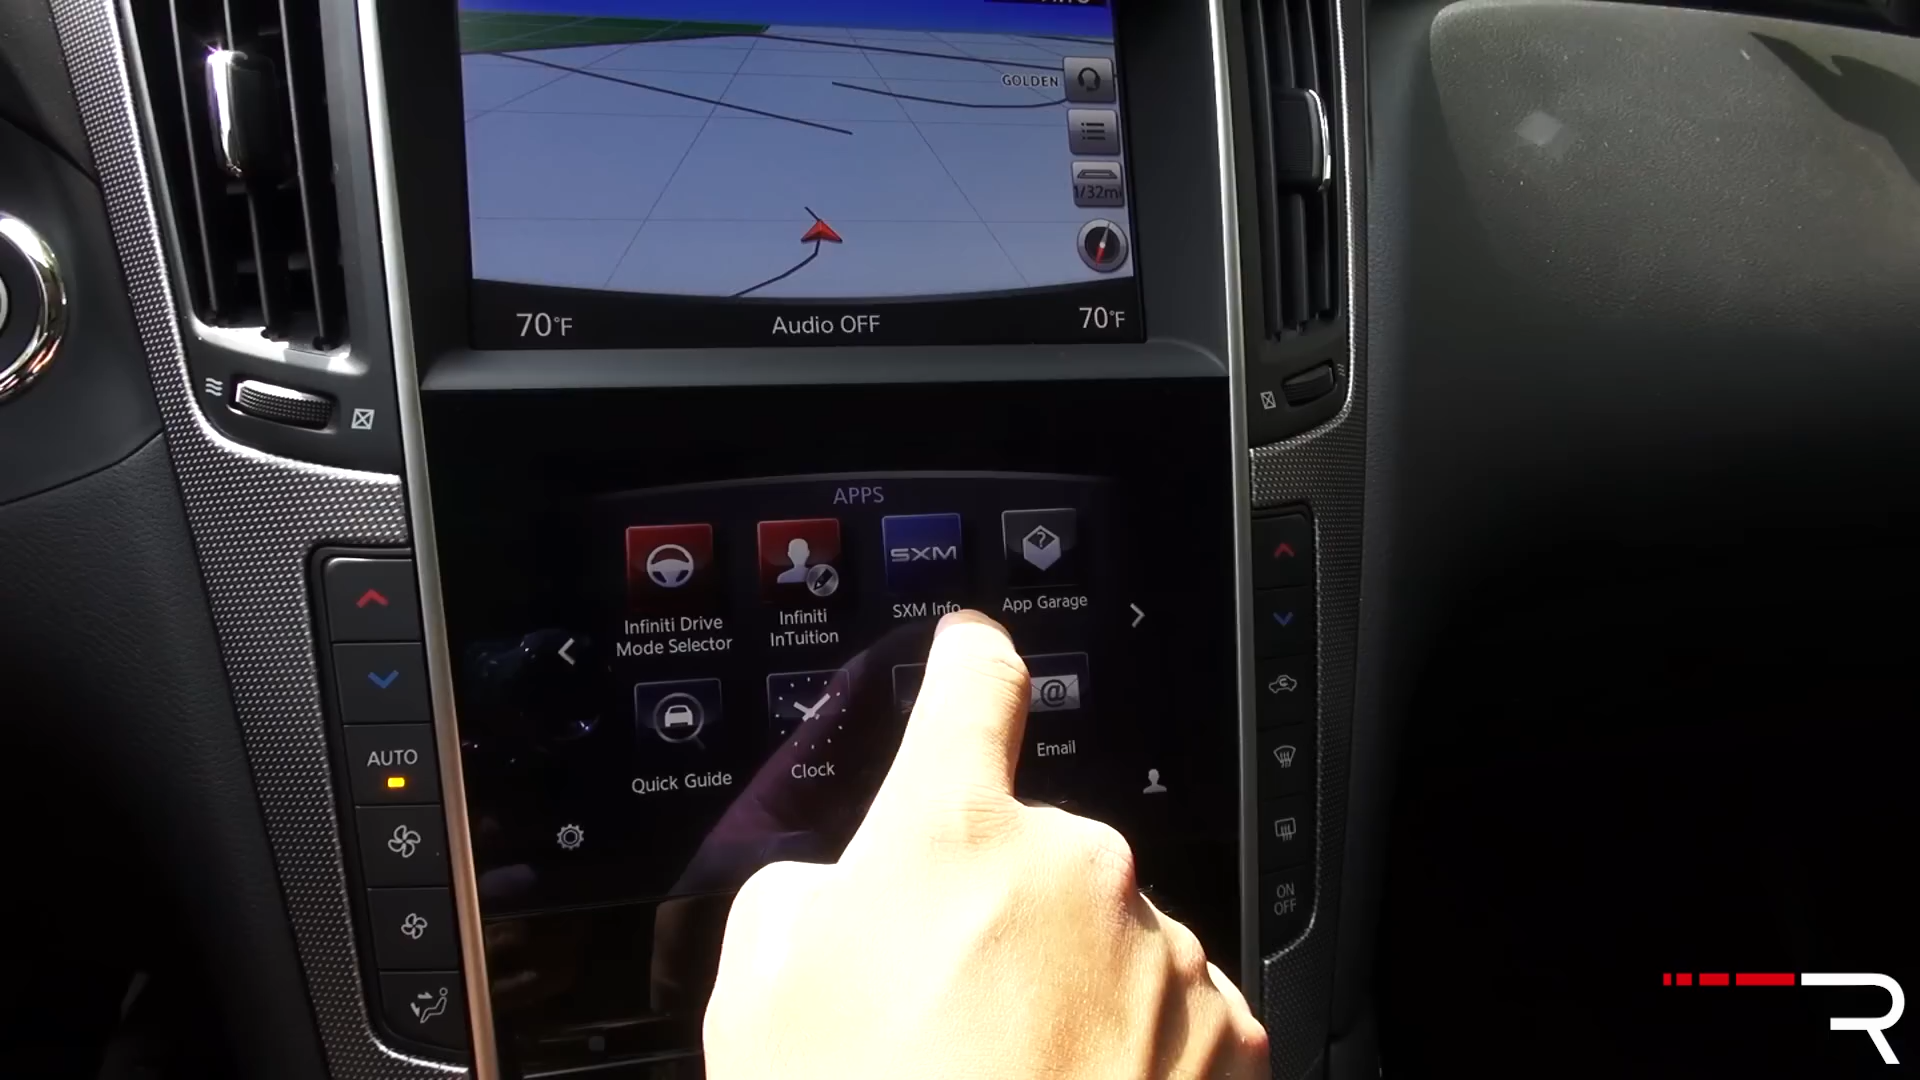 GOLDEN
1/32mi
70°F
Audio OFF
70°F
APPS
SXM
Infiniti Drive
Mode Selector
Infiniti
InTuition
SXM Info
App Garage
Quick Guide
Clock
@
Email
AUTO
ON
OFF
R